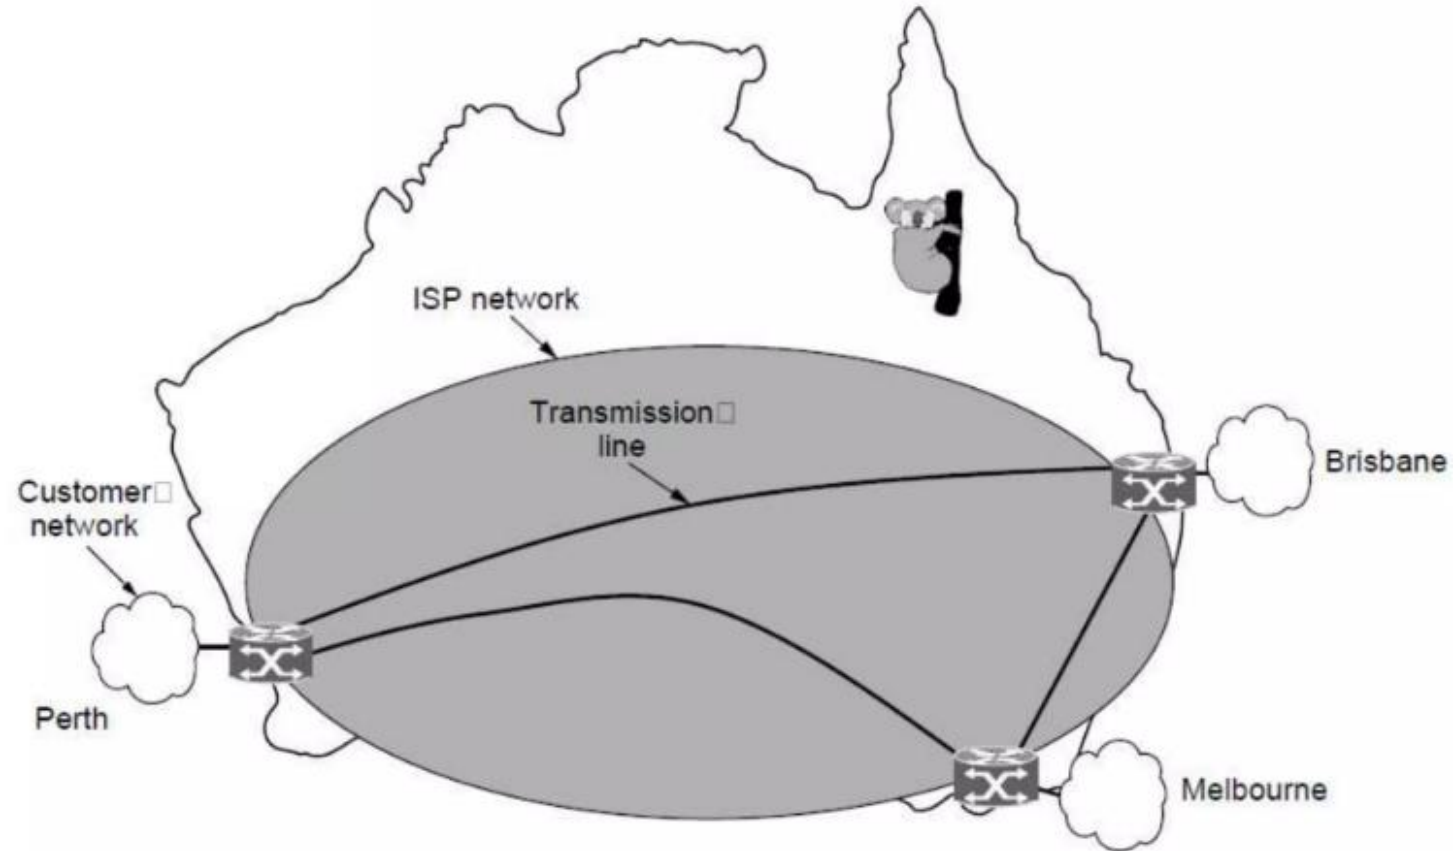 ISP network
Transmission□
line
Brisbane
Customer□
network
Perth
Melbourne